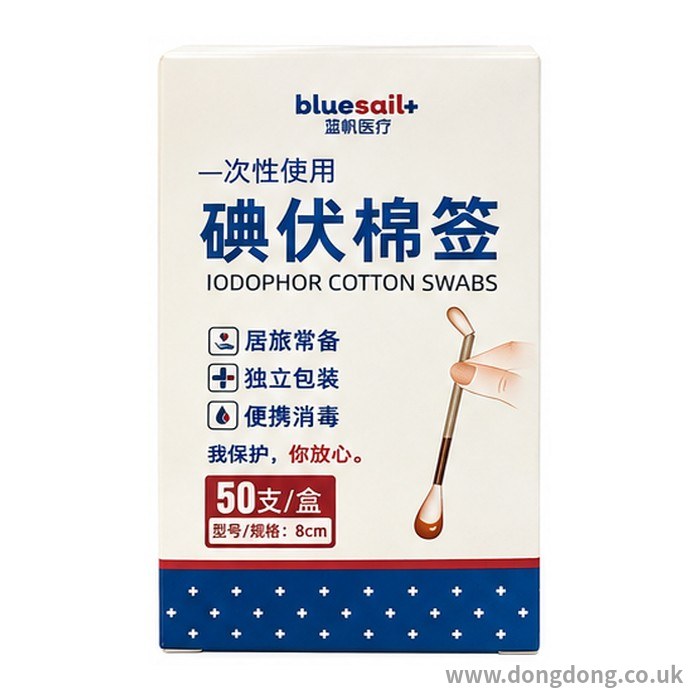 bluesail+
蓝帆医疗
一次性使用
碘伏棉签
IODOPHOR COTTON SWABS
居旅常备
独立包装
便携消毒
我保护，你放心。
50支/盒
型号/规格：8cm
www.dongdong.co.uk